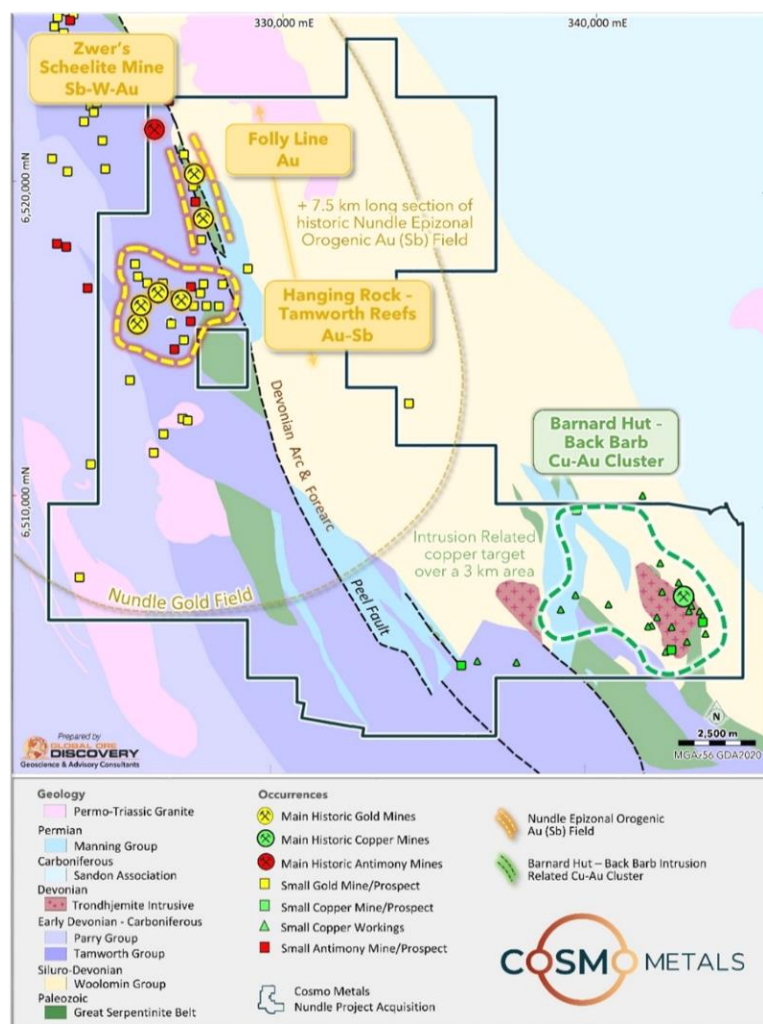 330,000 mE
340,000 mE
Zwer's
Scheelite Mine
Sb-W-Au
Folly Line
Au
6,520,000 mN
+ 7.5 km long section of
historic Nundle Epizonal
Orogenic Au (Sb) Field
Hanging Rock -
Tamworth Reefs
Au-Sb
Devonian Arc & Forearc
Barnard Hut -
Back Barb
Cu-Au Cluster
6,510,000 mN
Intrusion Related
copper target
over a 3 km area
Nundle Gold Field
Peel Fault
N
2,500 m
MGAz56 GDA2020
Prepared by
GLOBAL ORE
DISCOVERY
Geoscience & Advisory Consultants
Geology
Permo-Triassic Granite
Permian
Manning Group
Carboniferous
Sandon Association
Devonian
Trondhjemite Intrusive
Early Devonian - Carboniferous
Parry Group
Tamworth Group
Siluro-Devonian
Woolomin Group
Paleozoic
Great Serpentinite Belt
Occurrences
Main Historic Gold Mines
Main Historic Copper Mines
Main Historic Antimony Mines
Small Gold Mine/Prospect
Small Copper Mine/Prospect
Small Copper Workings
Small Antimony Mine/Prospect
Cosmo Metals
Nundle Project Acquisition
Nundle Epizonal Orogenic
Au (Sb) Field
Barnard Hut – Back Barb Intrusion
Related Cu-Au Cluster
COSMO METALS